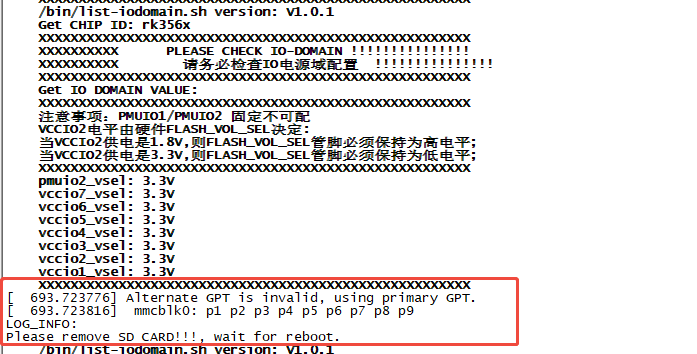 xxxxxxxxxxxxxxxxxxxxxxxxxxxxxxxxxxxxxxxxxxxxxxxxxxxxxx
/bin/list-iodomain.sh version: V1.0.1
Get CHIP ID: rk356x
xxxxxxxxxxxxxxxxxxxxxxxxxxxxxxxxxxxxxxxxxxxxxxxxxxxxxx
xxxxxxxxxx      PLEASE CHECK IO-DOMAIN !!!!!!!!!!!!!!!
xxxxxxxxxx        请务必检查IO电源域配置  !!!!!!!!!!!!!!!
xxxxxxxxxxxxxxxxxxxxxxxxxxxxxxxxxxxxxxxxxxxxxxxxxxxxxx
Get IO DOMAIN VALUE:
xxxxxxxxxxxxxxxxxxxxxxxxxxxxxxxxxxxxxxxxxxxxxxxxxxxxxx
注意事项：PMUIO1/PMUIO2 固定不可配
VCCIO2电平由硬件FLASH_VOL_SEL决定:
当VCCIO2供电是1.8V,则FLASH_VOL_SEL管脚必须保持为高电平;
当VCCIO2供电是3.3V,则FLASH_VOL_SEL管脚必须保持为低电平;
xxxxxxxxxxxxxxxxxxxxxxxxxxxxxxxxxxxxxxxxxxxxxxxxxxxxxx
pmuio2_vsel: 3.3V
vccio7_vsel: 3.3V
vccio6_vsel: 3.3V
vccio5_vsel: 3.3V
vccio4_vsel: 3.3V
vccio3_vsel: 3.3V
vccio2_vsel: 3.3V
vccio1_vsel: 3.3V
xxxxxxxxxxxxxxxxxxxxxxxxxxxxxxxxxxxxxxxxxxxxxxxxxxxxxx
[  693.723776] Alternate GPT is invalid, using primary GPT.
[  693.723816]  mmcblk0: p1 p2 p3 p4 p5 p6 p7 p8 p9
LOG_INFO:
Please remove SD CARD!!!, wait for reboot.
/bin/list-iodomain.sh version: V1.0.1